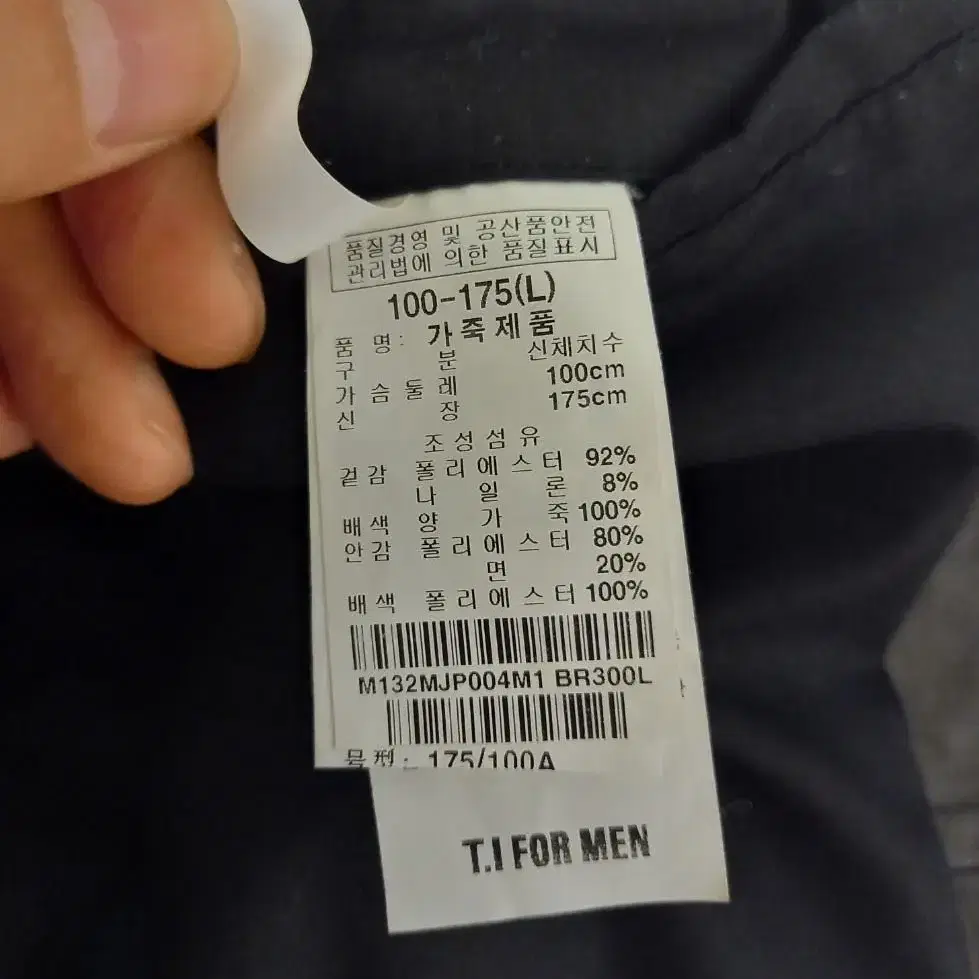 품질경영 및 공산품안전
관리법에 의한 품질표시
100-175(L)
품 명: 가죽제품
구 분 신체치수
가 슴 둘 레 100cm
신 장 175cm
조성섬유
겉감 폴리에스터 92%
나 일 론 8%
배색 양 가 죽 100%
안감 폴리에스터 80%
면 20%
배색 폴리에스터 100%
M132MJP004M1 BR300L
号型: 175/100A
T.I FOR MEN